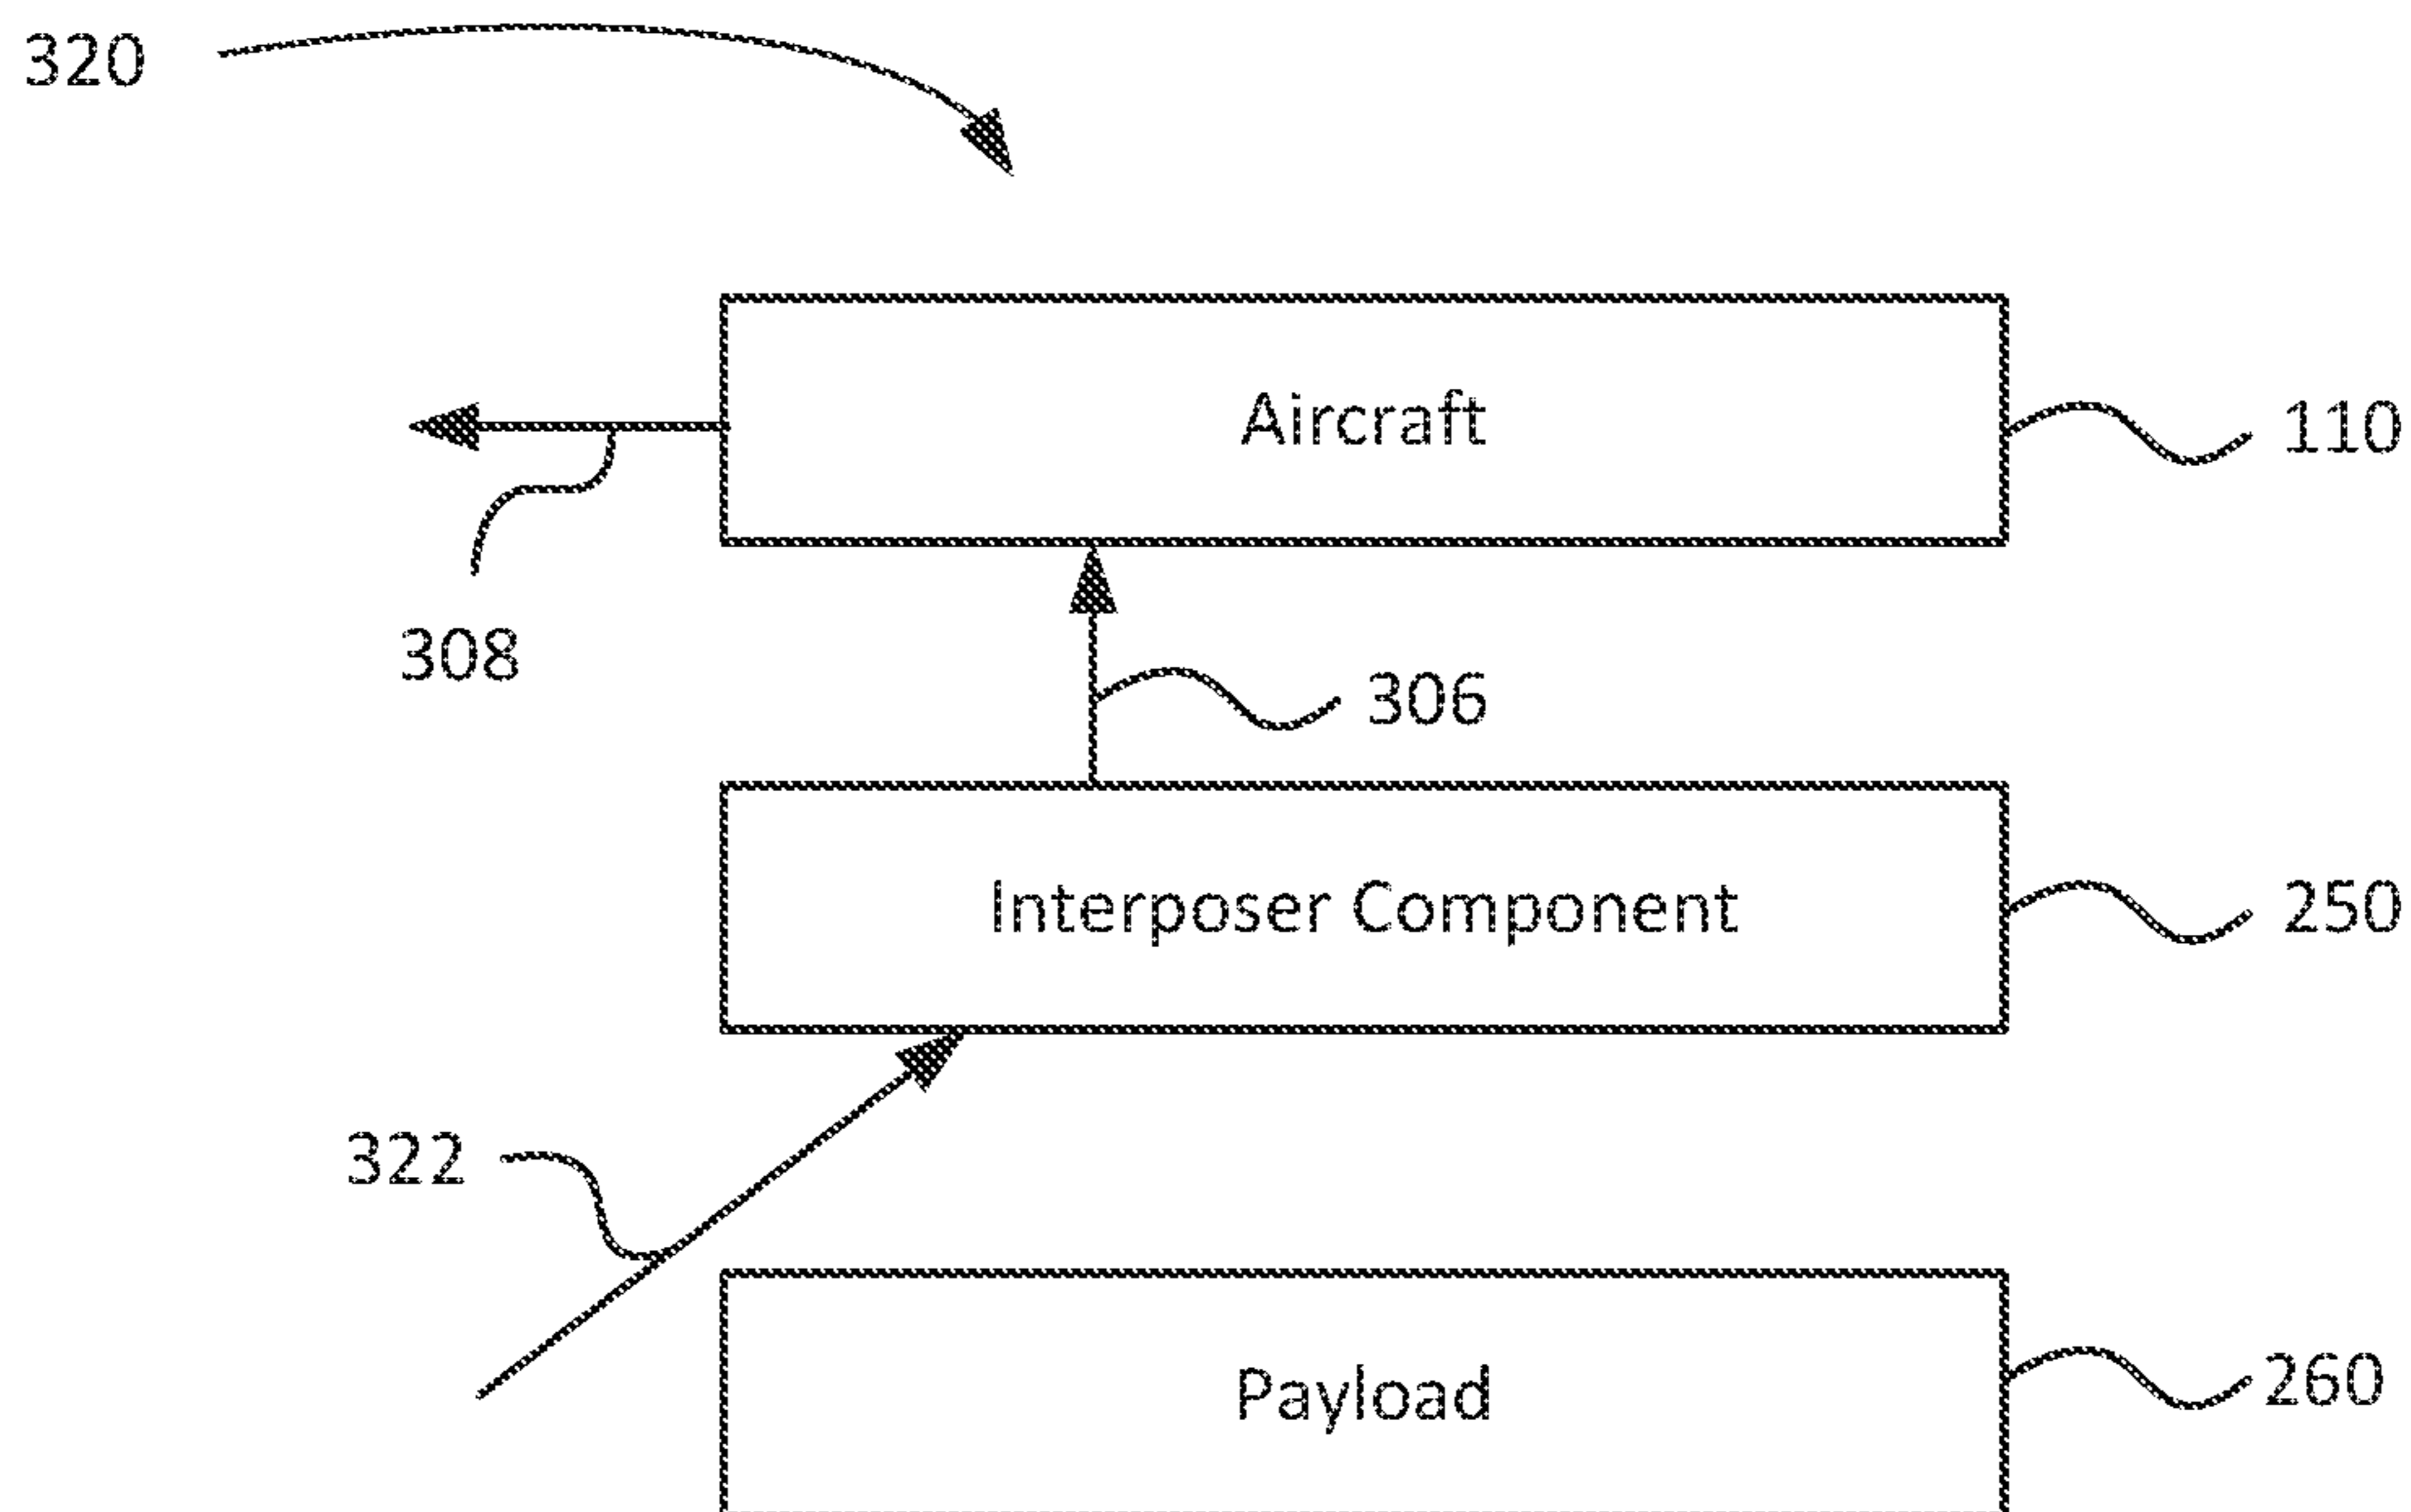 320
Aircraft
110
308
306
Interposer Component
250
322
Payload
260